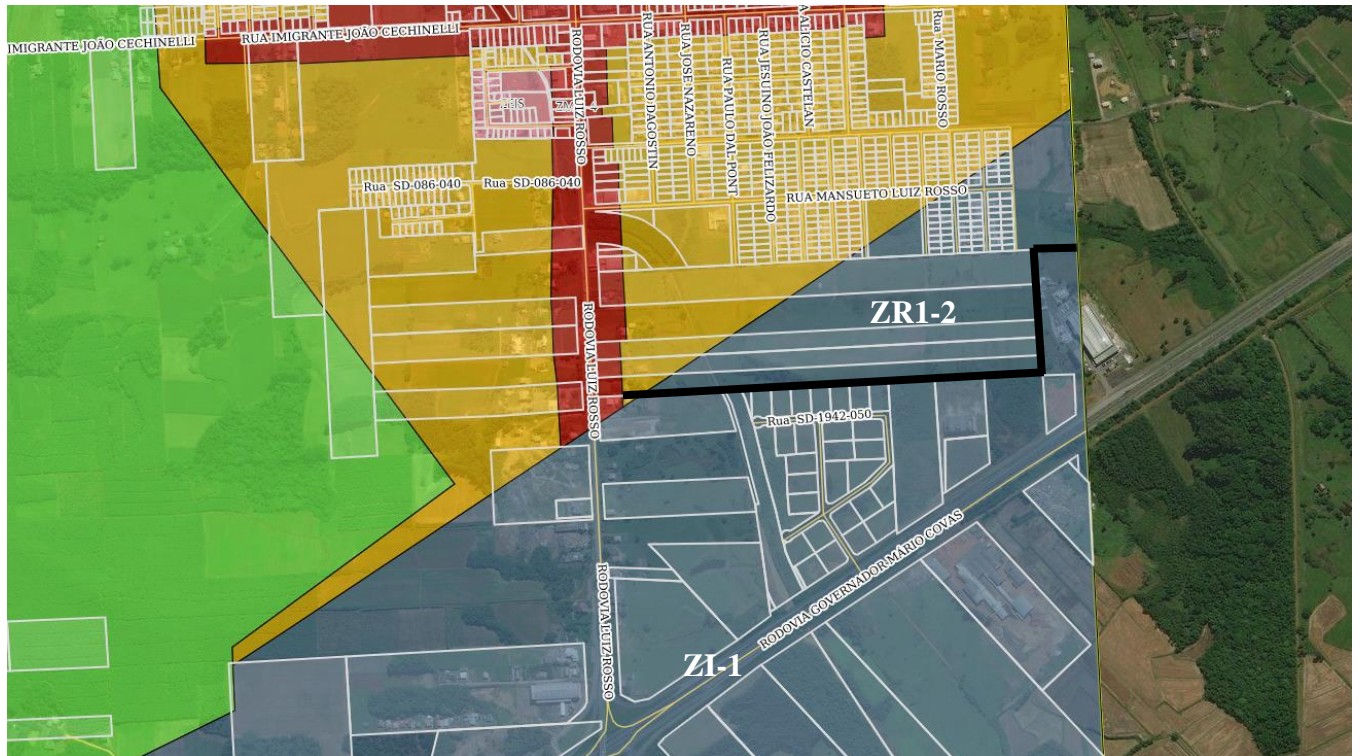 IMIGRANTE JOÃO CECHINELLI
RUA IMIGRANTE JOÃO CECHINELLI
RODOVIA LUIZ ROSSO
RUA ANTONIO DAGOSTIN
RUA JOSE NAZARENO
RUA PAULO DAL PONT
RUA JESUINO JOÃO FELIZARDO
A ALICIO CASTELAN
Rua MARIO ROSSO
ZEIS
Rua SD-086-040
Rua SD-086-040
RUA MANSUETO LUIZ ROSSO
ZR1-2
RODOVIA LUIZ ROSSO
Rua SD-1942-050
RODOVIA LUIZ ROSSO
RODOVIA GOVERNADOR MÁRIO COVAS
ZI-1